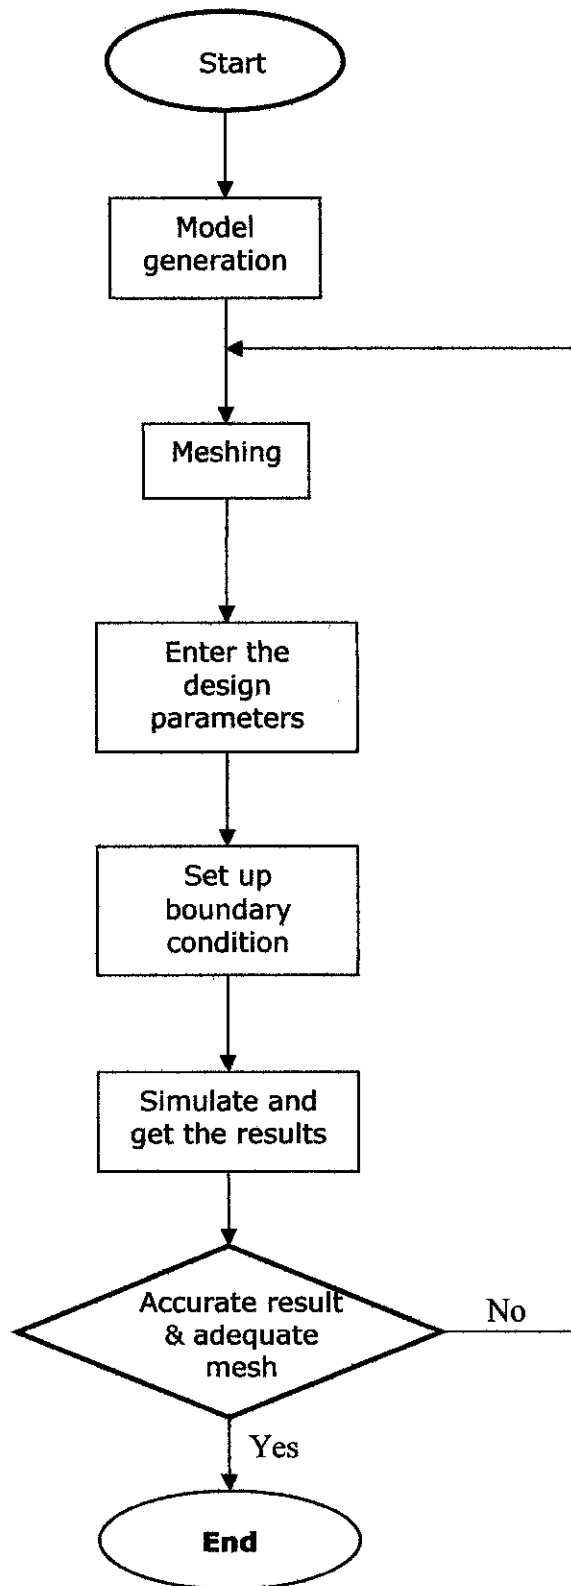 Start
Model
generation
Meshing
Enter the
design
parameters
Set up
boundary
condition
Simulate and
get the results
Accurate result
& adequate
mesh
No
Yes
End